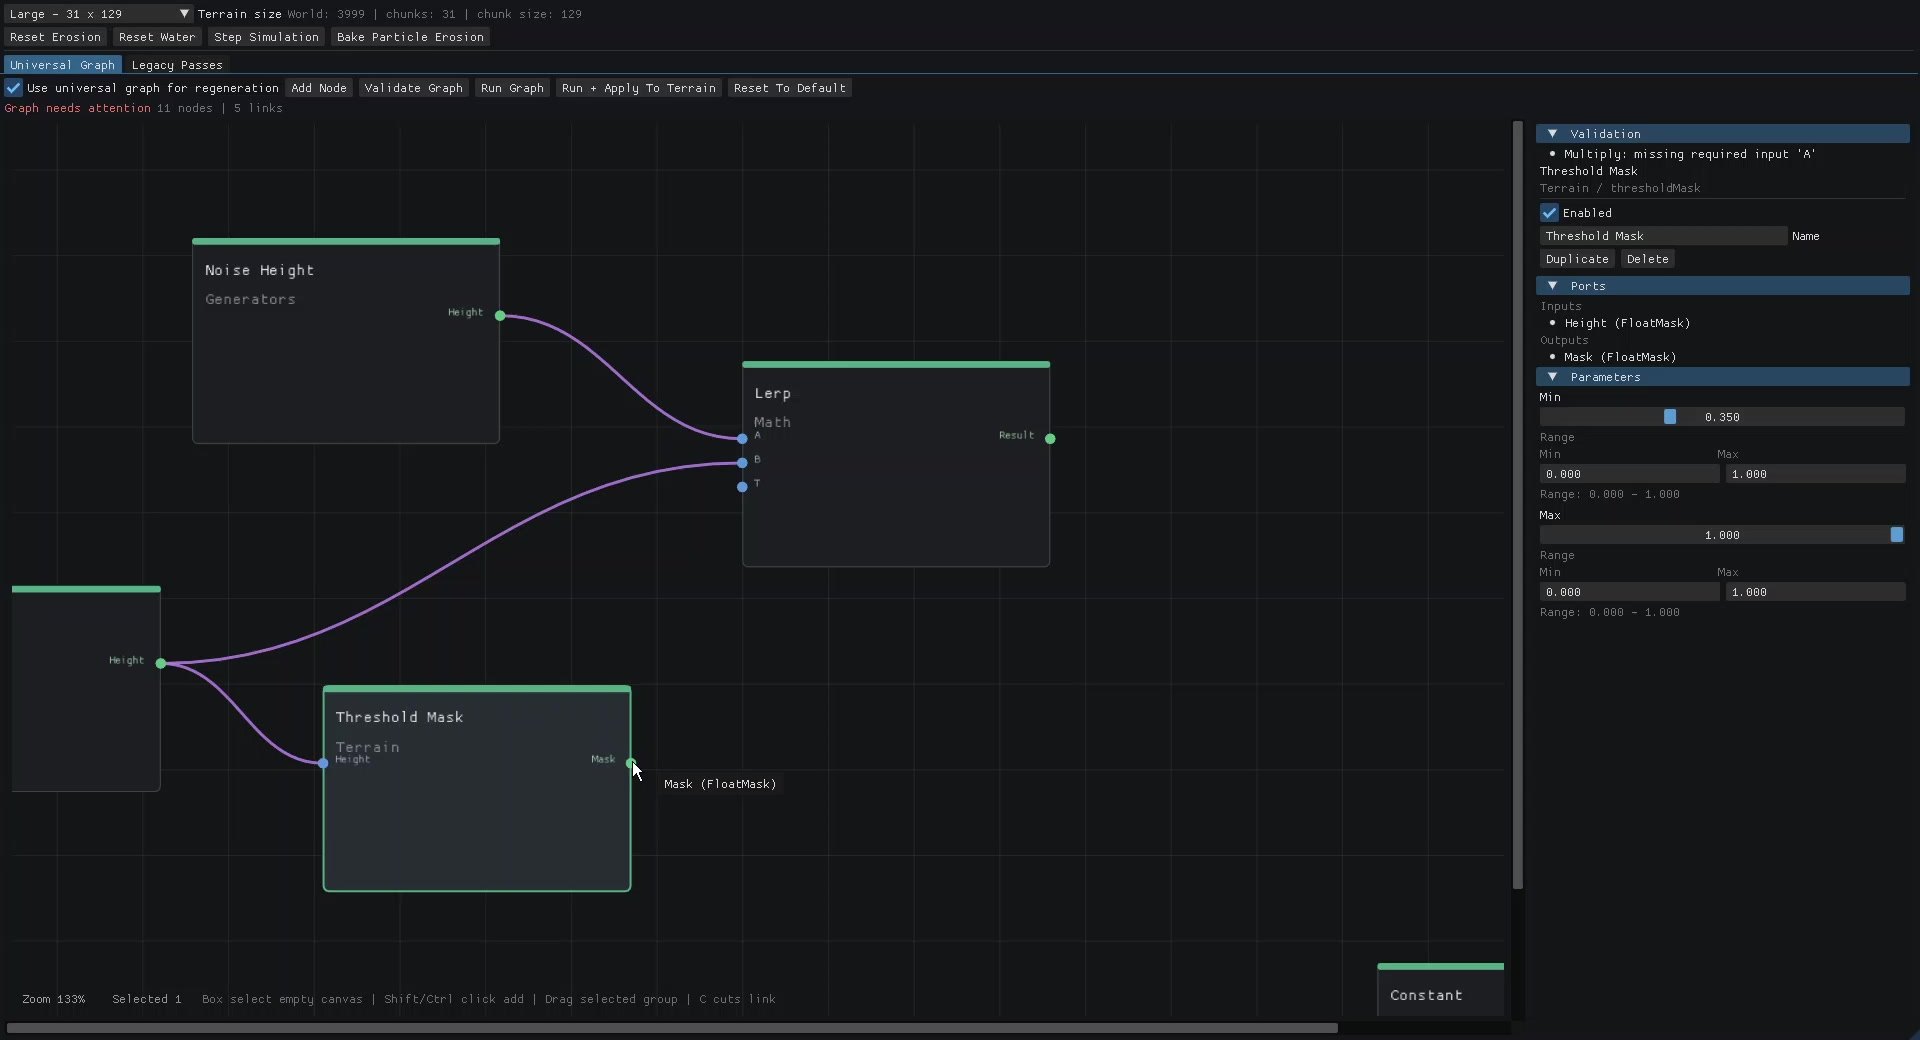 Large - 31 x 129 ▼ Terrain size World: 3999 | chunks: 31 | chunk size: 129
Reset Erosion Reset Water Step Simulation Bake Particle Erosion
Universal Graph Legacy Passes
Use universal graph for regeneration Add Node Validate Graph Run Graph Run + Apply To Terrain Reset To Default
Graph needs attention 11 nodes | 5 links
Noise Height
Generators
Height
Lerp
Math
A
B
T
Result
Height
Threshold Mask
Terrain
Height
Mask
Mask (FloatMask)
Constant
Zoom 133% Selected 1 Box select empty canvas | Shift/Ctrl click add | Drag selected group | C cuts link
▼ Validation
• Multiply: missing required input 'A'
Threshold Mask
Terrain / thresholdMask
Enabled
Threshold Mask Name
Duplicate Delete
▼ Ports
Inputs
• Height (FloatMask)
Outputs
• Mask (FloatMask)
▼ Parameters
Min
0.350
Range
Min Max
0.000 1.000
Range: 0.000 - 1.000
Max
1.000
Range
Min Max
0.000 1.000
Range: 0.000 - 1.000